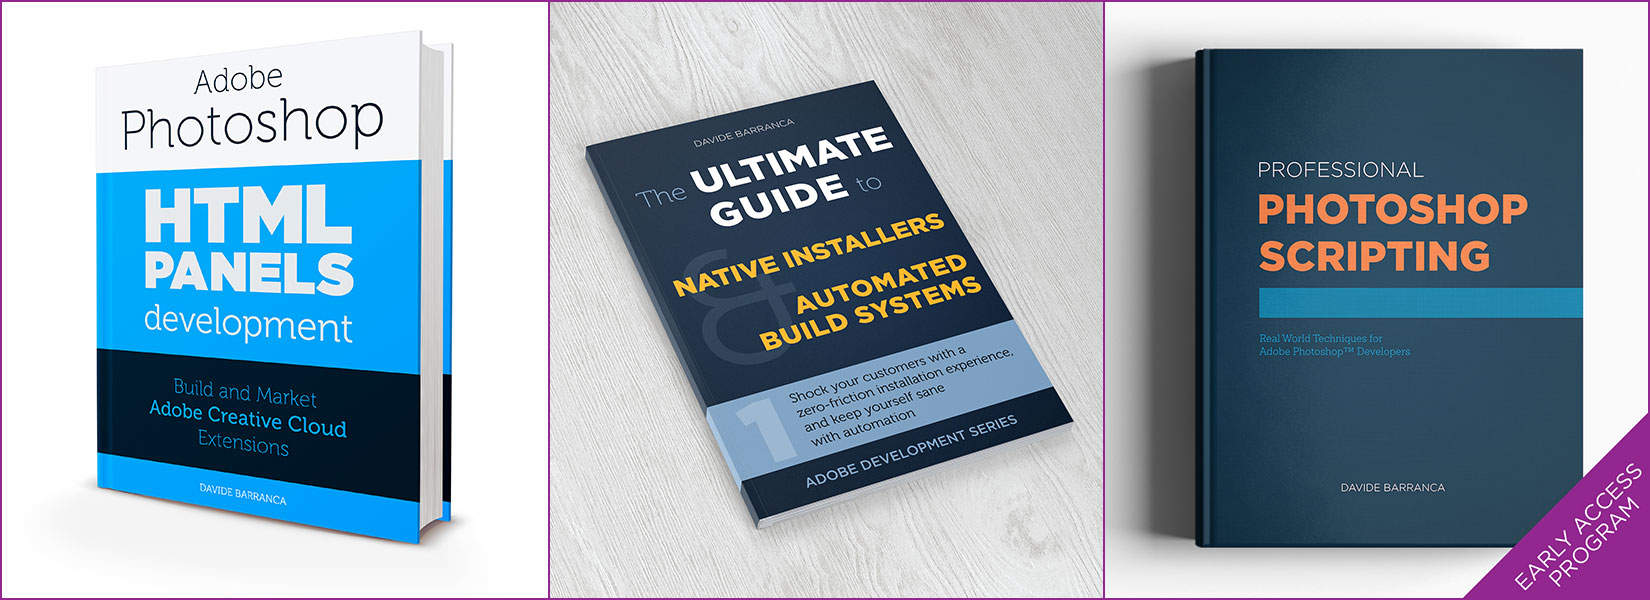 Adobe
Photoshop
HTML
PANELS
development
Build and Market
Adobe Creative Cloud
Extensions
DAVIDE BARRANCA
DAVIDE BARRANCA
The ULTIMATE
GUIDE to
&
NATIVE INSTALLERS
AUTOMATED
BUILD SYSTEMS
1
Shock your customers with a
zero-friction installation experience,
and keep yourself sane
with automation
ADOBE DEVELOPMENT SERIES
PROFESSIONAL
PHOTOSHOP
SCRIPTING
Real World Techniques for
Adobe Photoshop™ Developers
DAVIDE BARRANCA
EARLY ACCESS
PROGRAM